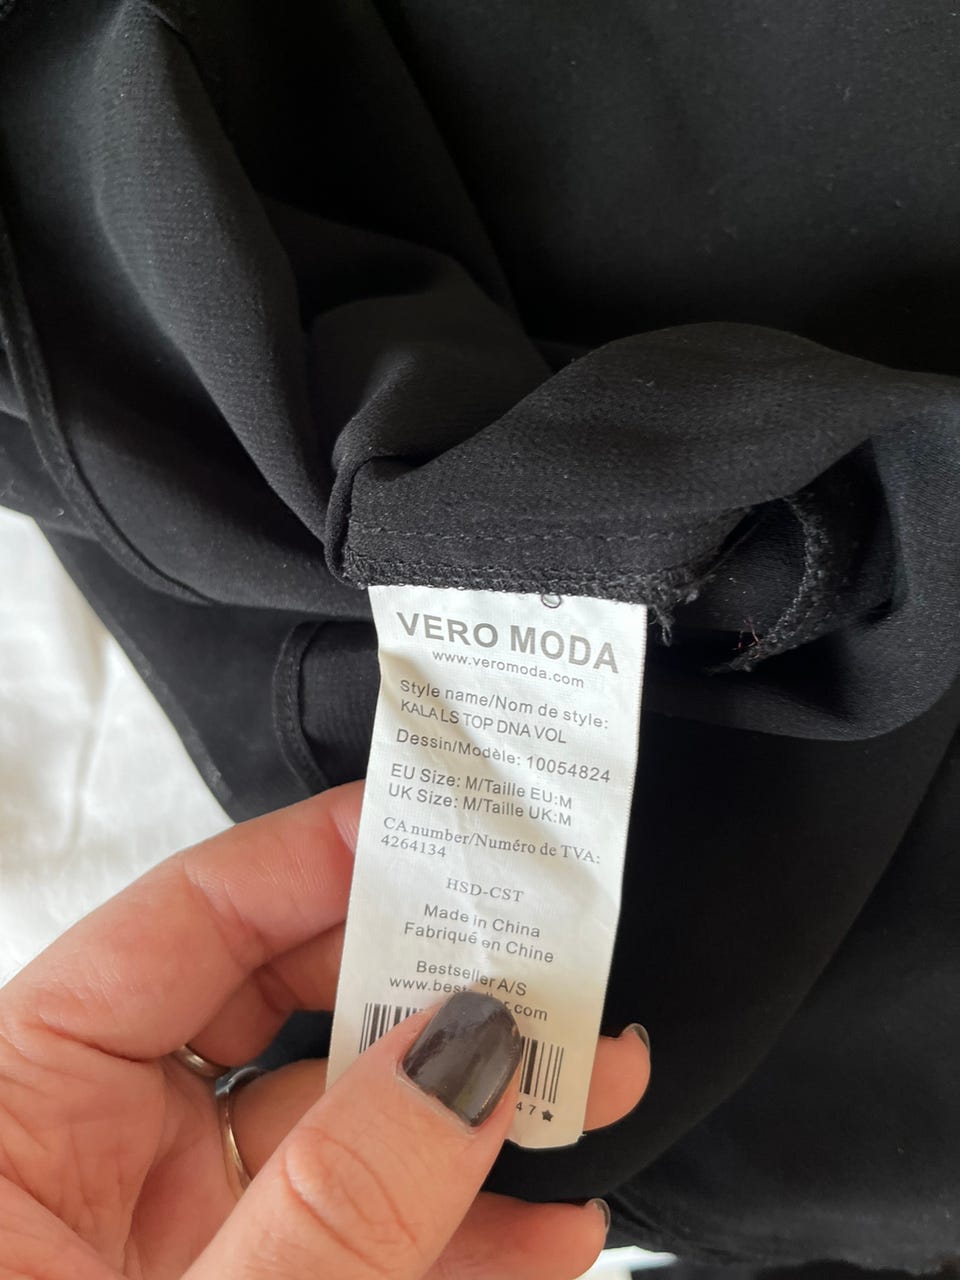 VERO MODA
www.veromoda.com
Style name/Nom de style:
KALA LS TOP DNA VOL
Dessin/Modèle: 10054824
EU Size: M/Taille EU:M
UK Size: M/Taille UK:M
CA number/Numéro de TVA:
4264134
HSD-CST
Made in China
Fabriqué en Chine
Bestseller A/S
47